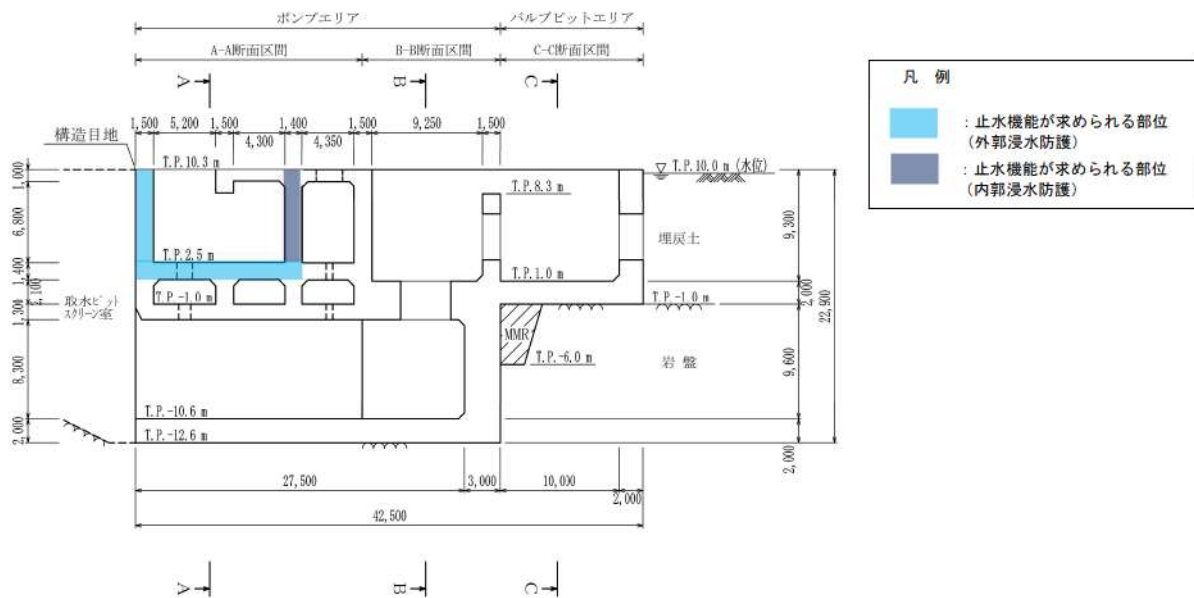 ポンプエリア
バルブピットエリア
A-A断面区間
B-B断面区間
C-C断面区間
A
B
C
1,500
5,200
1,500
4,300
1,400
4,350
1,500
9,250
1,500
構造目地
T.P.10.3 m
T.P.10.0 m (水位)
T.P.8.3 m
T.P.2.5 m
T.P.1.0 m
埋戻土
T.P.-1.0 m
T.P.-1.0 m
取水ピット
スクリーン室
MMR
T.P.-6.0 m
岩盤
T.P.-10.6 m
T.P.-12.6 m
1,000
6,800
1,400
2,100
1,300
8,300
2,000
9,300
2,000
9,600
2,000
22,900
27,500
3,000
10,000
2,000
42,500
A
B
C
凡 例
：止水機能が求められる部位
（外郭浸水防護）
：止水機能が求められる部位
（内郭浸水防護）